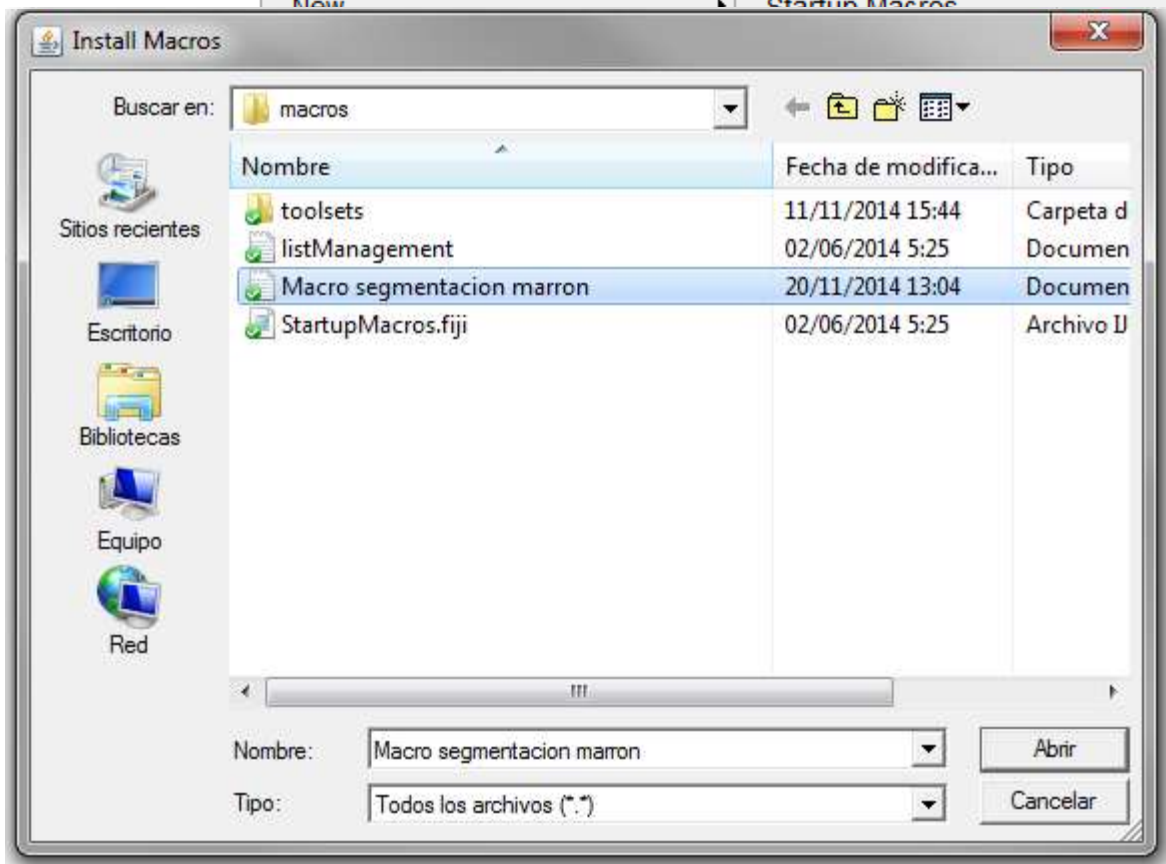 New Startup Macros
Install Macros
Buscar en: macros
Nombre Fecha de modifica... Tipo
toolsets 11/11/2014 15:44 Carpeta d
listManagement 02/06/2014 5:25 Documen
Macro segmentacion marron 20/11/2014 13:04 Documen
StartupMacros.fiji 02/06/2014 5:25 Archivo IJ
Sitios recientes
Escritorio
Bibliotecas
Equipo
Red
Nombre: Macro segmentacion marron Abrir
Tipo: Todos los archivos (*.*) Cancelar